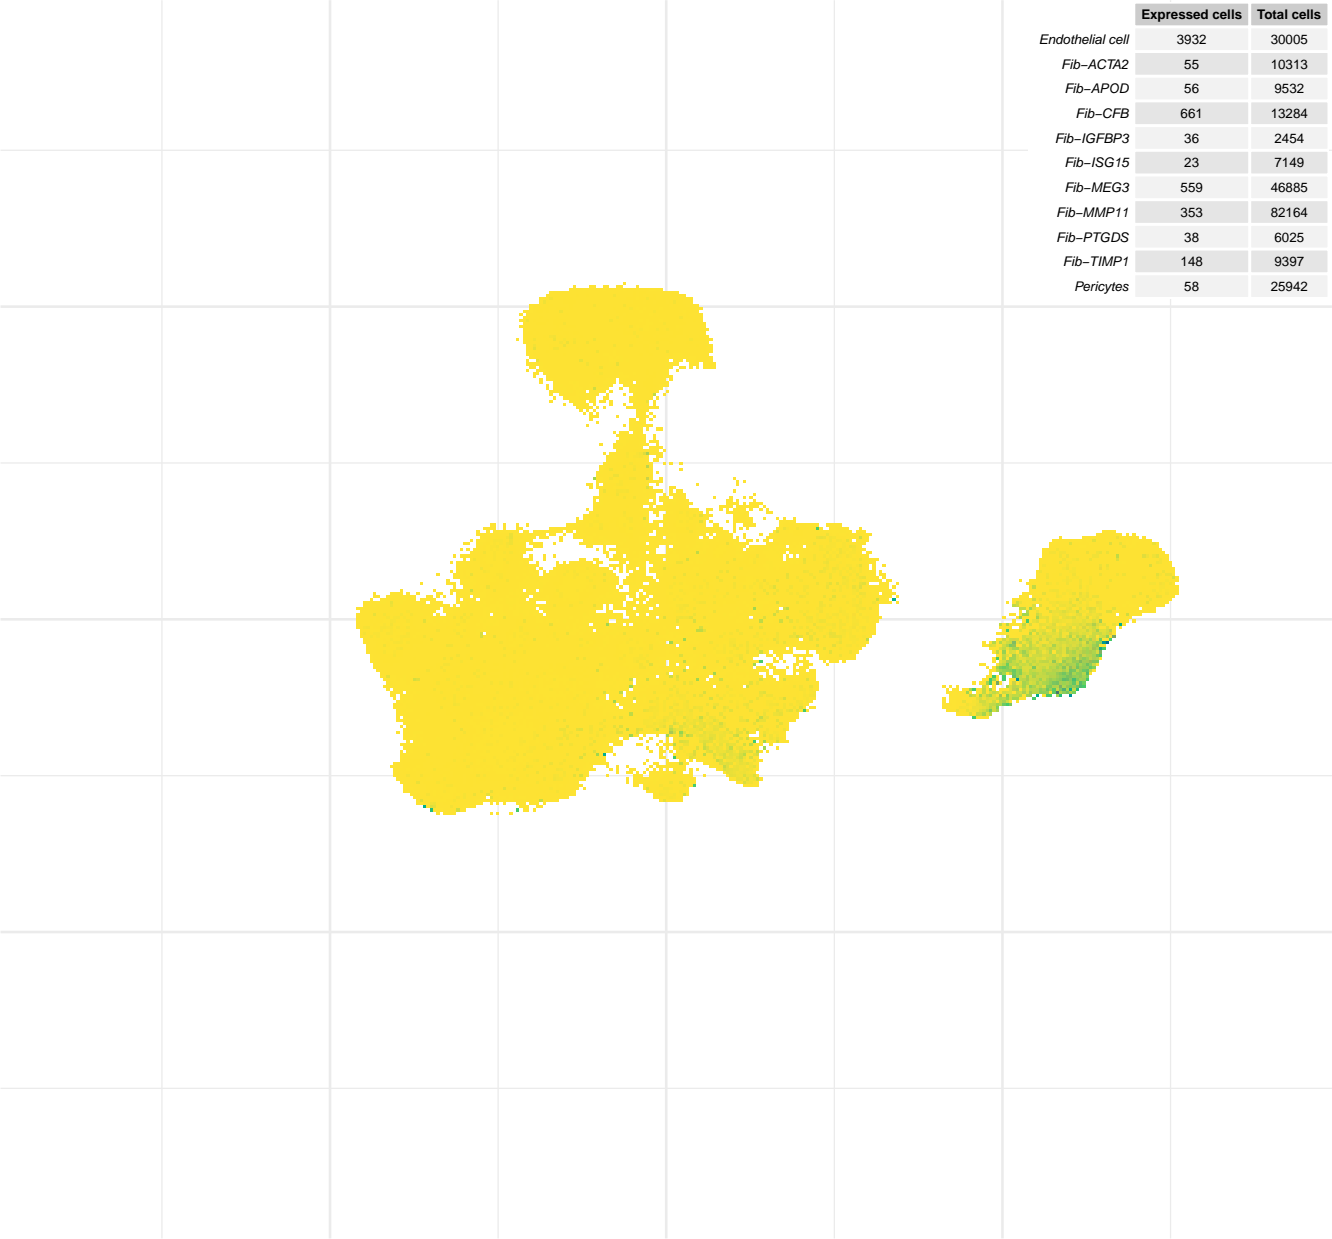 Expressed cells Total cells
Endothelial cell 3932 30005
Fib−ACTA2 55 10313
Fib−APOD 56 9532
Fib−CFB 661 13284
Fib−IGFBP3 36 2454
Fib−ISG15 23 7149
Fib−MEG3 559 46885
Fib−MMP11 353 82164
Fib−PTGDS 38 6025
Fib−TIMP1 148 9397
Pericytes 58 25942